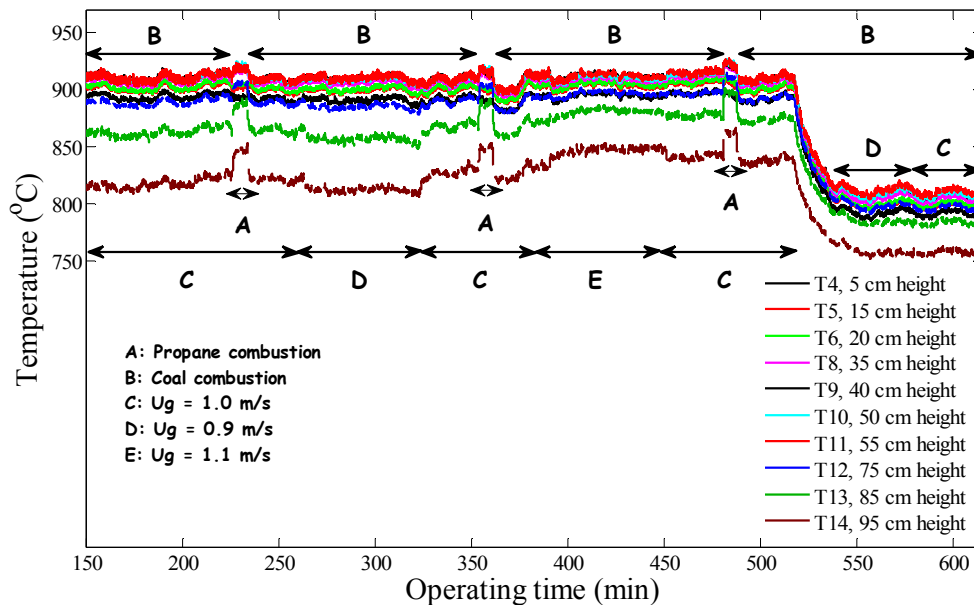 B
B
B
B
D
C
A
A
A
C
D
C
E
C
950
900
850
800
750
Temperature (°C)
A: Propane combustion
B: Coal combustion
C: Ug = 1.0 m/s
D: Ug = 0.9 m/s
E: Ug = 1.1 m/s
T4, 5 cm height
T5, 15 cm height
T6, 20 cm height
T8, 35 cm height
T9, 40 cm height
T10, 50 cm height
T11, 55 cm height
T12, 75 cm height
T13, 85 cm height
T14, 95 cm height
150 200 250 300 350 400 450 500 550 600
Operating time (min)